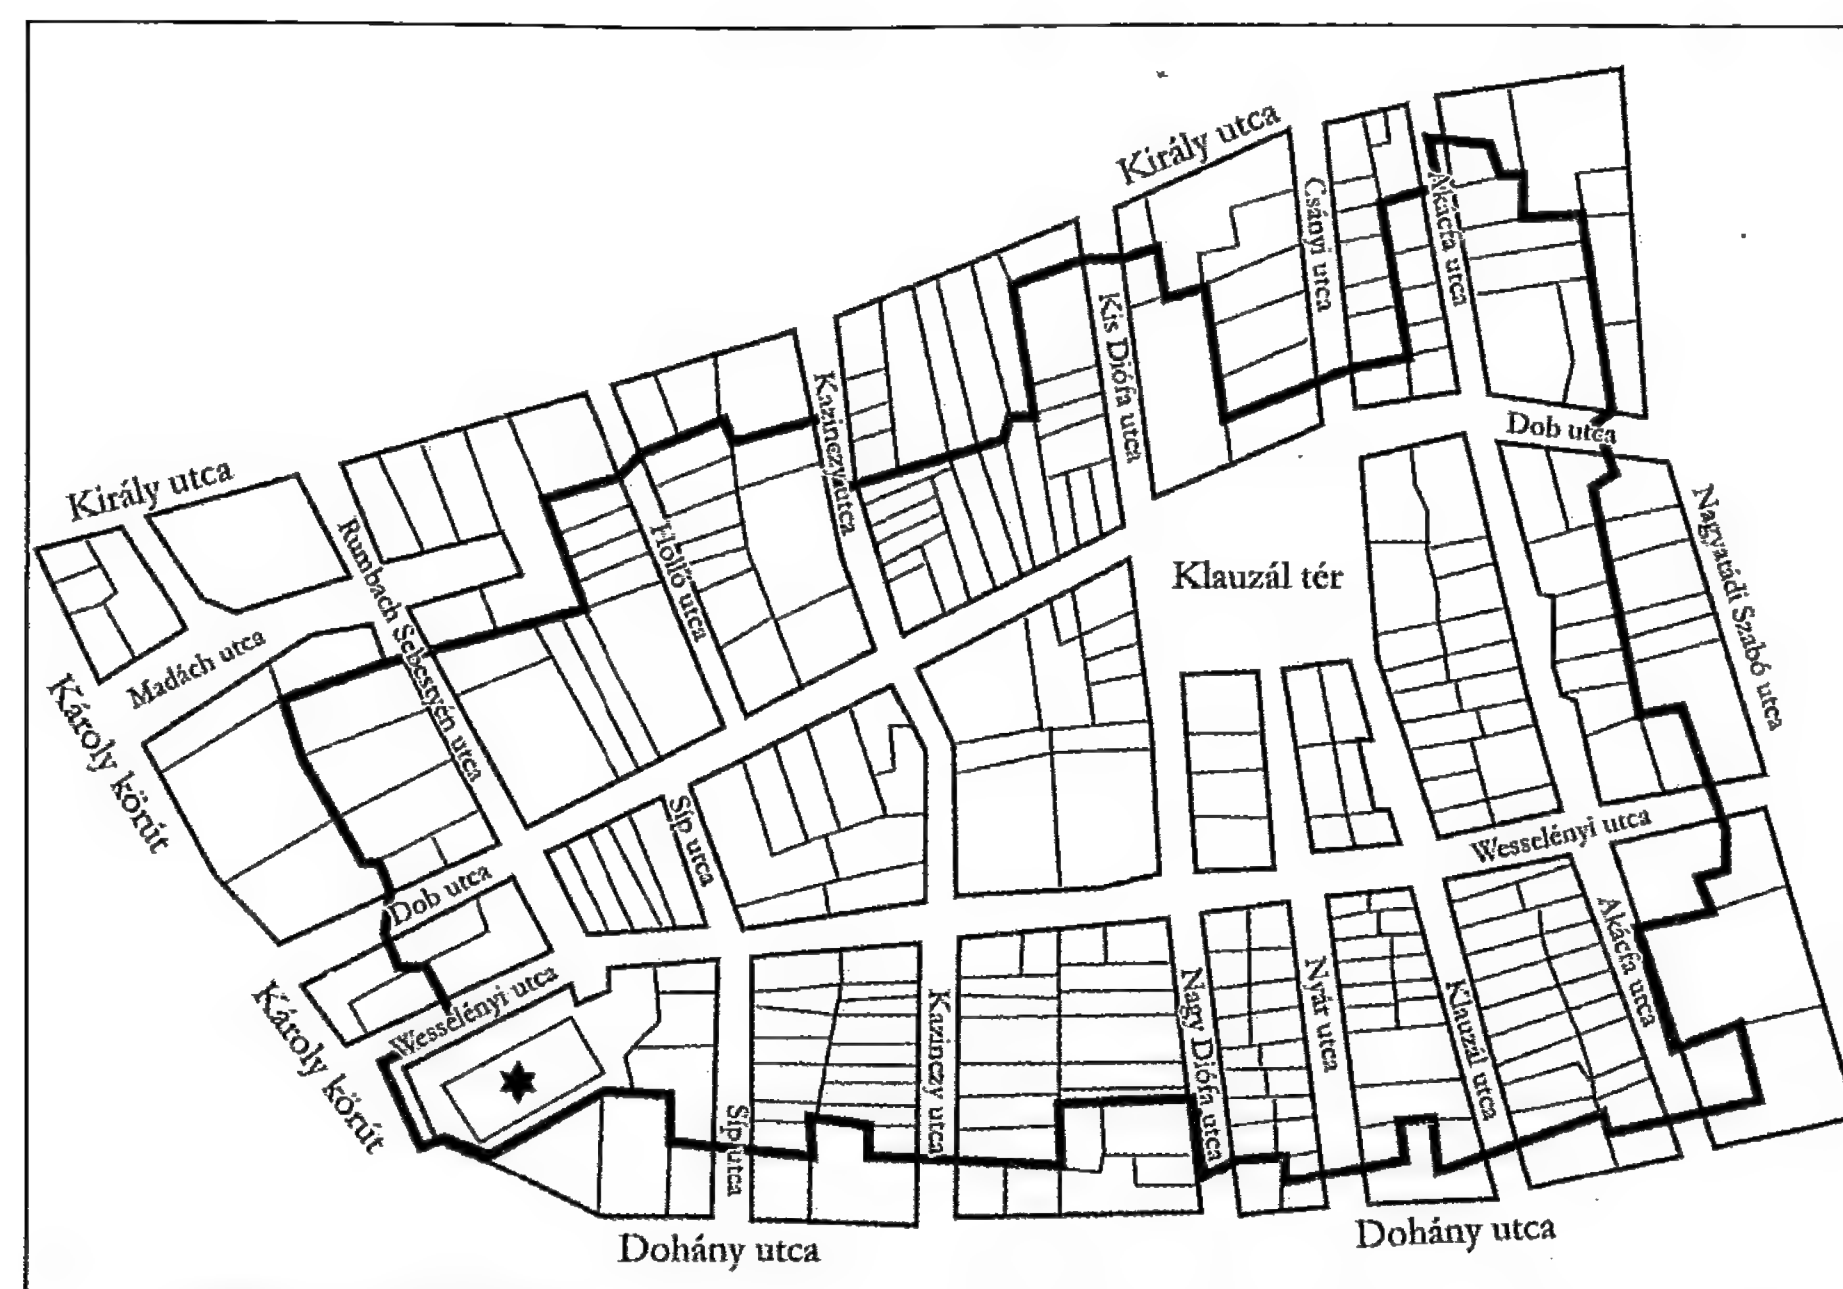 Király utca
Csányi utca
Akácfa utca
Kis Diófa utca
Kazinczy utca
Dob utca
Király utca
Rumbach Sebestyén utca
Holló utca
Klauzál tér
Nagyatádi Szabó utca
Madách utca
Károly körút
Síp utca
Wesselényi utca
Dob utca
Akácfa utca
Wesselényi utca
Károly körút
Kazinczy utca
Nagy Diófa utca
Nyár utca
Klauzál utca
Síp utca
Dohány utca
Dohány utca